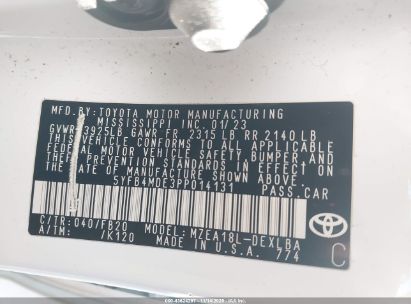 MFD. BY: TOYOTA MOTOR MANUFACTURING
MISSISSIPPI INC. 01/23
GVWR 3925LB GAWR FR 2315 LB RR 2140 LB
THIS VEHICLE CONFORMS TO ALL APPLICABLE
FEDERAL MOTOR VEHICLE SAFETY, BUMPER, AND
THEFT PREVENTION STANDARDS IN EFFECT ON
THE DATE OF MANUFACTURE SHOWN ABOVE.
5YFB4MDE3PP014131 PASS. CAR
C/TR: 040/FB20 MODEL: MZEA18L-DEXLBA
A/TM: /K120 MADE IN U.S.A. 774
TOYOTA
C